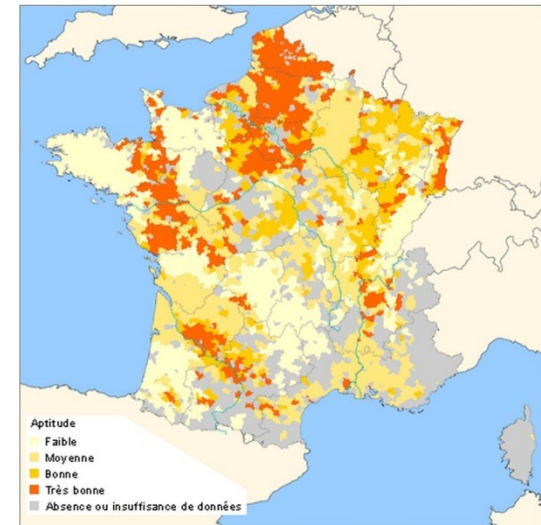 Aptitude
Faible
Moyenne
Bonne
Très bonne
Absence ou insuffisance de données